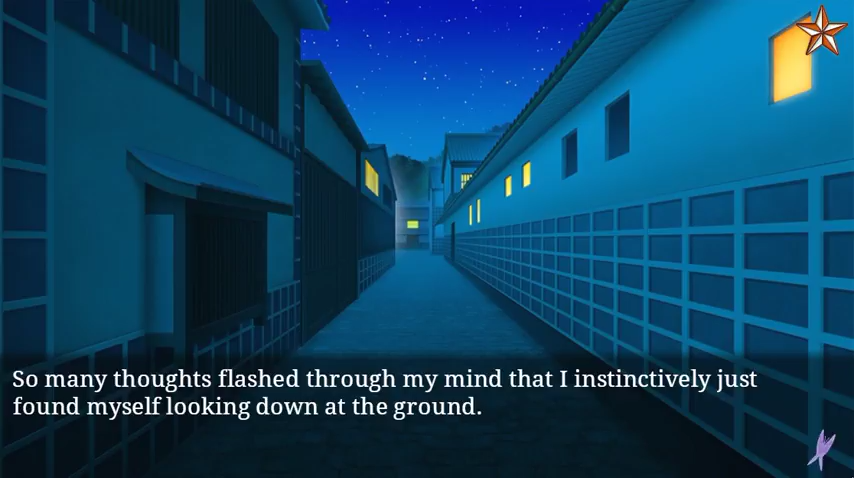 So many thoughts flashed through my mind that I instinctively just
found myself looking down at the ground.